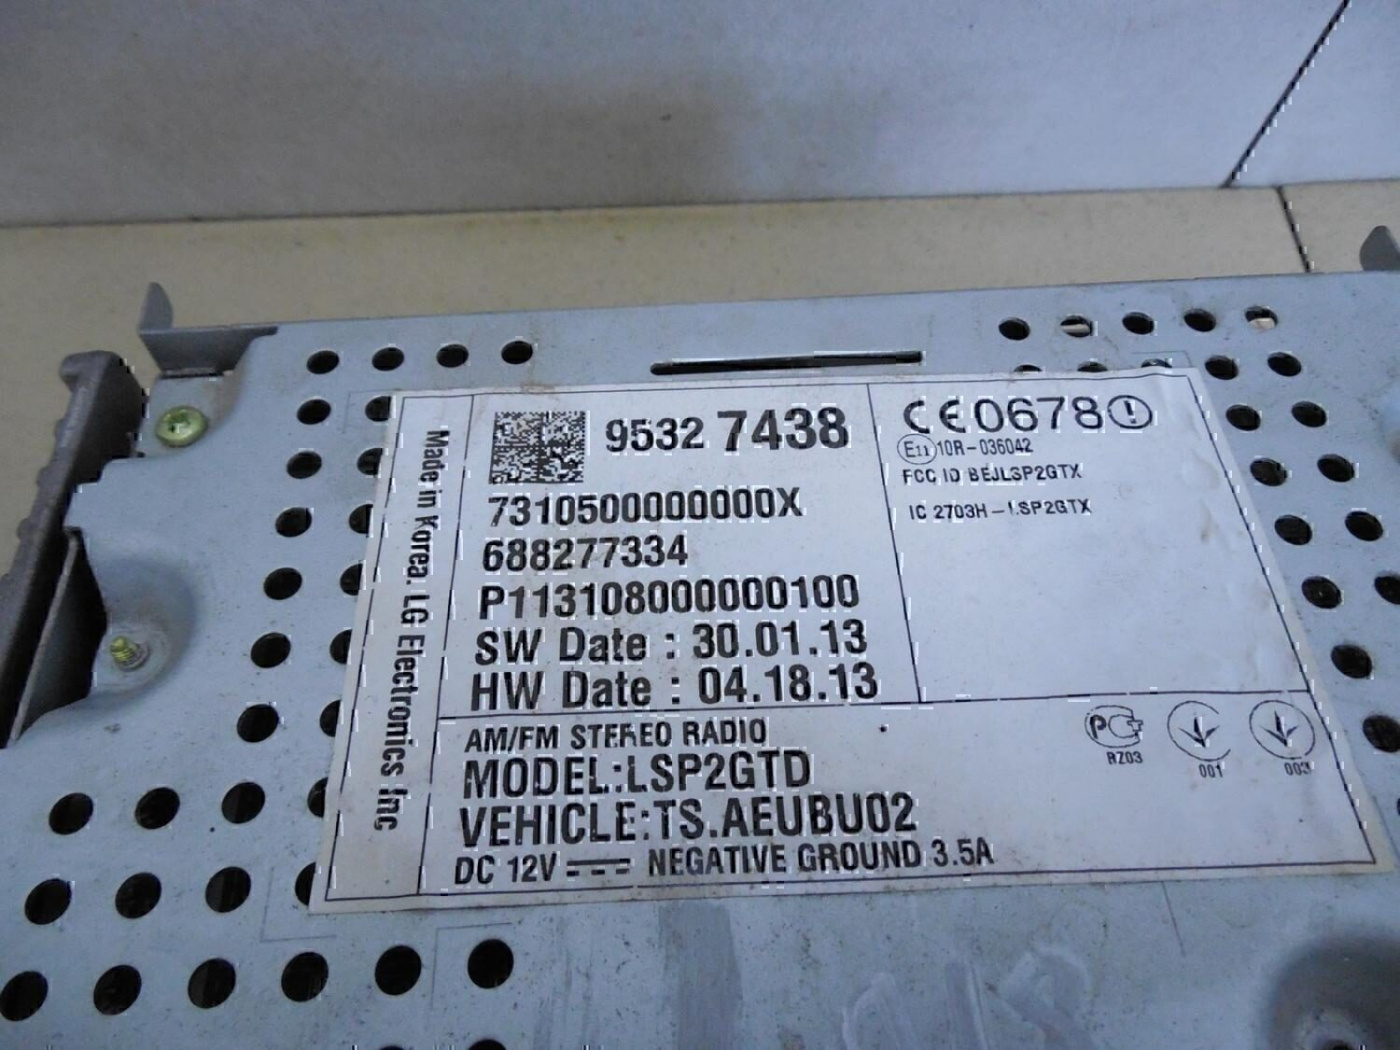 Made in Korea. LG Electronics Inc
9532 7438
7310500000000X
688277334
P113108000000100
SW Date : 30.01.13
HW Date : 04.18.13
CE0678
E11 10R-036042
FCC ID BEJLSP2GTX
IC 2703H-LSP2GTX
AM/FM STEREO RADIO
MODEL:LSP2GTD
VEHICLE:TS.AEUBU02
DC 12V NEGATIVE GROUND 3.5A
PC
RZ03
001
003